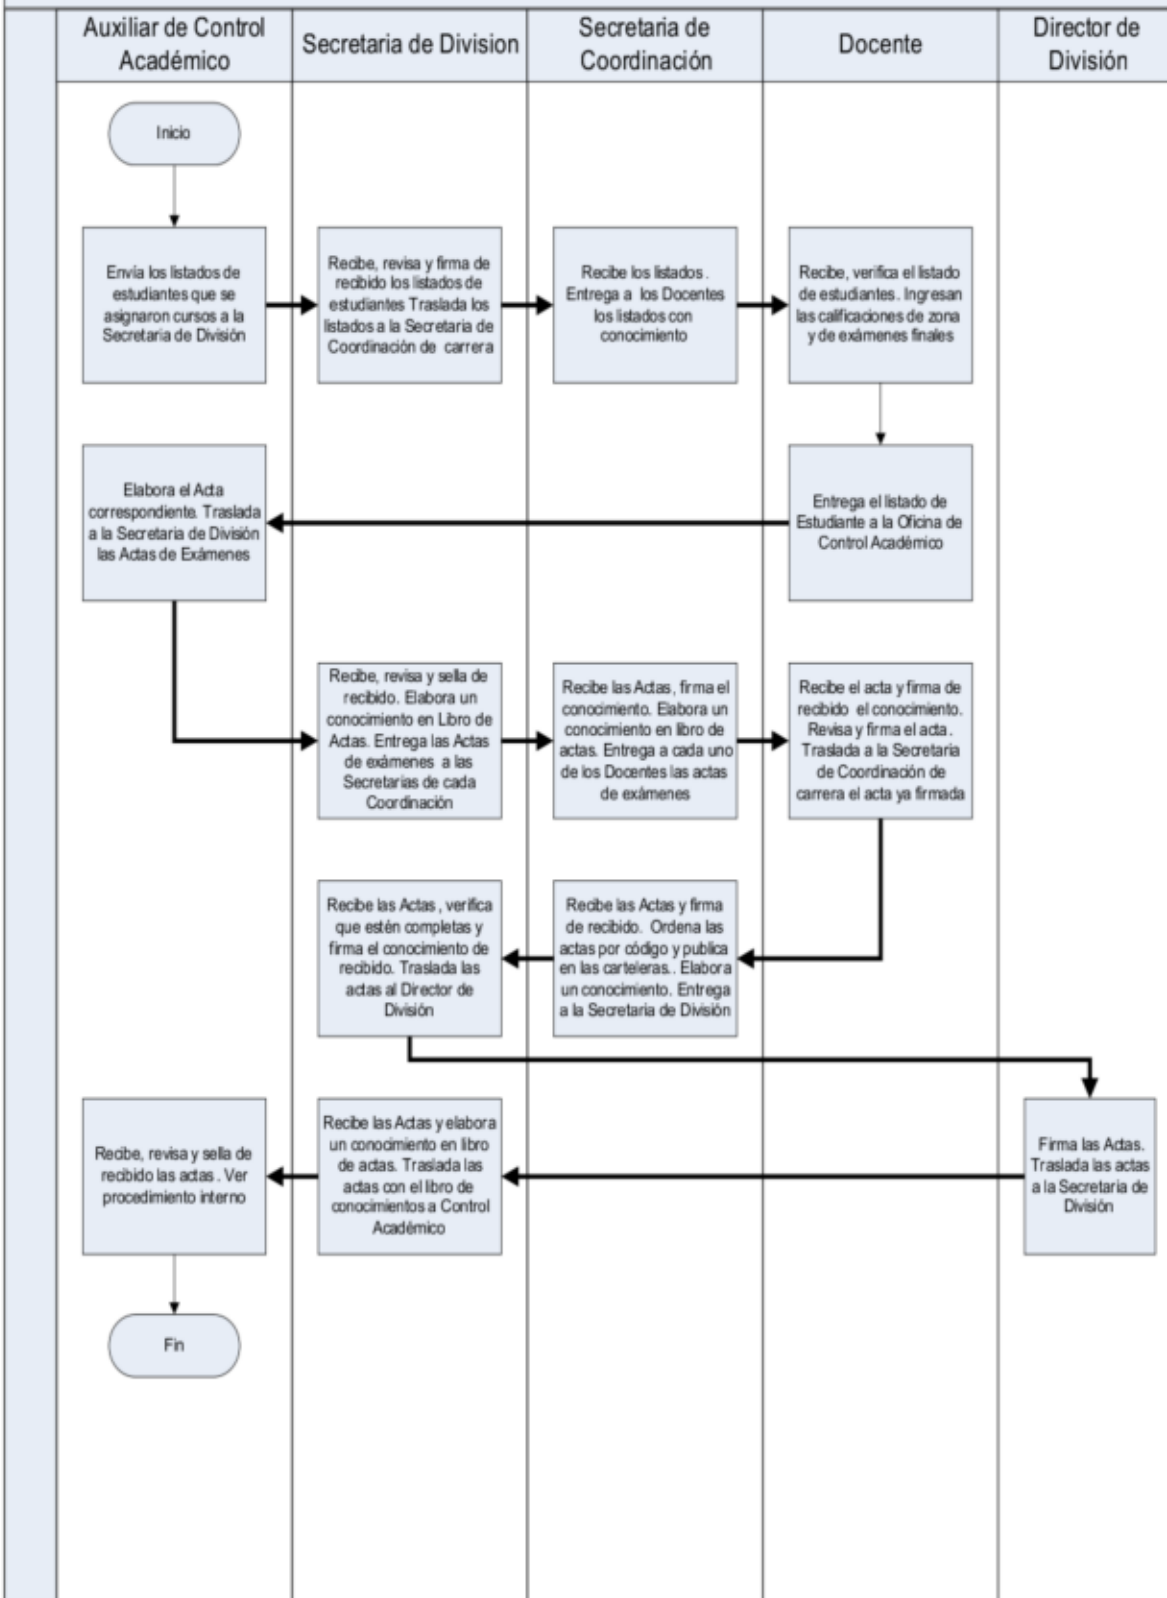 Auxiliar de Control
Académico
Secretaria de Division
Secretaria de
Coordinación
Docente
Director de
División
Inicio
Envía los listados de
estudiantes que se
asignaron cursos a la
Secretaria de División
Recibe, revisa y firma de
recibido los listados de
estudiantes Traslada los
listados a la Secretaria de
Coordinación de carrera
Recibe los listados .
Entrega a los Docentes
los listados con
conocimiento
Recibe, verifica el listado
de estudiantes. Ingresan
las calificaciones de zona
y de exámenes finales
Elabora el Acta
correspondiente. Traslada
a la Secretaria de División
las Actas de Exámenes
Entrega el listado de
Estudiante a la Oficina de
Control Académico
Recibe, revisa y sella de
recibido. Elabora un
conocimiento en Libro de
Actas. Entrega las Actas
de exámenes a las
Secretarias de cada
Coordinación
Recibe las Actas, firma el
conocimiento. Elabora un
conocimiento en libro de
actas. Entrega a cada uno
de los Docentes las actas
de exámenes
Recibe el acta y firma de
recibido el conocimiento.
Revisa y firma el acta .
Traslada a la Secretaria
de Coordinación de
carrera el acta ya firmada
Recibe las Actas , verifica
que estén completas y
firma el conocimiento de
recibido. Traslada las
actas al Director de
División
Recibe las Actas y firma
de recibido. Ordena las
actas por código y publica
en las carteleras.. Elabora
un conocimiento. Entrega
a la Secretaria de División
Recibe, revisa y sella de
recibido las actas . Ver
procedimiento interno
Recibe las Actas y elabora
un conocimiento en libro
de actas. Traslada las
actas con el libro de
conocimientos a Control
Académico
Firma las Actas.
Traslada las actas
a la Secretaria de
División
Fin